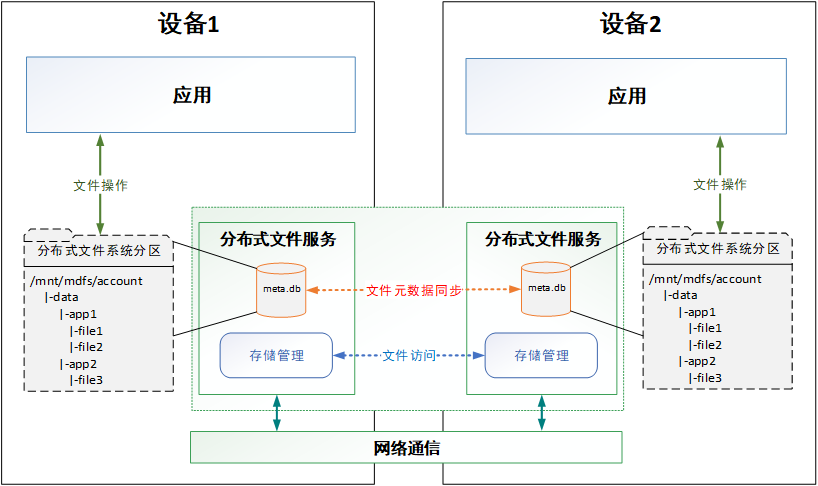 设备1
设备2
应用
应用
文件操作
文件操作
分布式文件服务
分布式文件服务
分布式文件系统分区
分布式文件系统分区
/mnt/mdfs/account
|-data
|-app1
|-file1
|-file2
|-app2
|-file3
meta.db
文件元数据同步
meta.db
/mnt/mdfs/account
|-data
|-app1
|-file1
|-file2
|-app2
|-file3
存储管理
文件访问
存储管理
网络通信